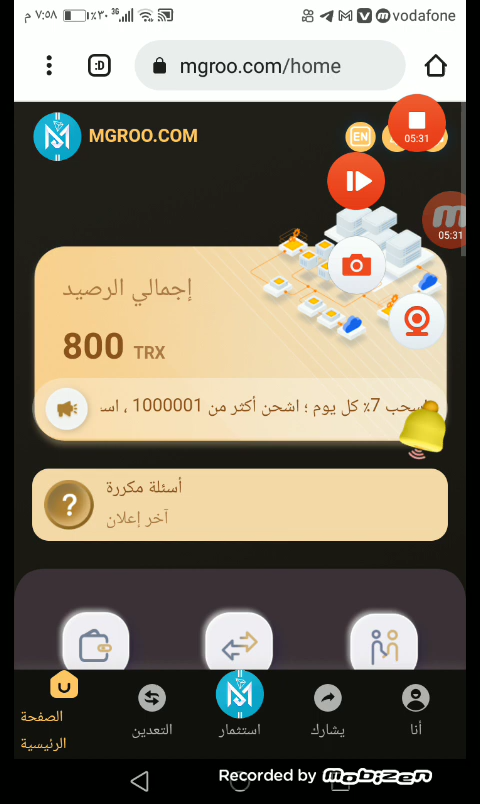 ٧:٥٨ م
٪٣٠
3G
vodafone
:D
mgroo.com/home
MGROO.COM
EN
05:31
05:31
إجمالي الرصيد
800 TRX
سحب 7٪ كل يوم ؛ اشحن أكثر من 1000001 ، اسـ
أسئلة مكررة
آخر إعلان
الصفحة الرئيسية
التعدين
استثمار
يشارك
أنا
Recorded by Mobizen